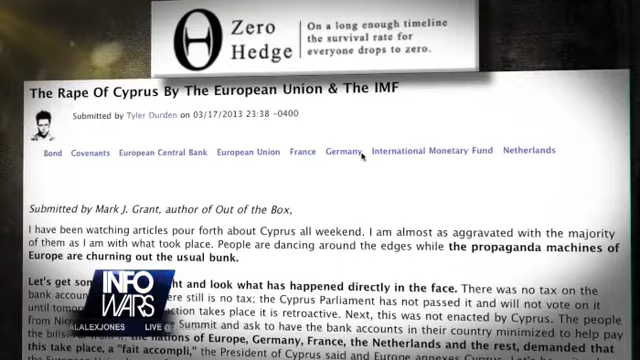 Zero
Hedge
On a long enough timeline
the survival rate for
everyone drops to zero.
The Rape Of Cyprus By The European Union & The IMF
Submitted by Tyler Durden on 03/17/2013 23:38 -0400
Bond Covenants European Central Bank European Union France Germany International Monetary Fund Netherlands
Submitted by Mark J. Grant, author of Out of the Box,
I have been watching articles pour forth about Cyprus all weekend. I am almost as aggravated with the majority
of them as I am with what took place. People are dancing around the edges while the propaganda machines of
Europe are churning out the usual bunk.
Let's get so ht and look what has happened directly in the face. There was no tax on the
bank accou ere still is no tax; the Cyprus Parliament has not passed it and will not vote on it
until tomor ction takes place it is retroactive. Next, this was not enacted by Cyprus. The people
from Nic Summit and ask to have the bank accounts in their country minimized to help pay
the bills the nations of Europe, Germany, France, the Netherlands and the rest, demanded that
this take place, a "fait accompli," the President of Cyprus said and Europe annexes Cyprus
INFO
WARS
LALEXJONES LIVE @